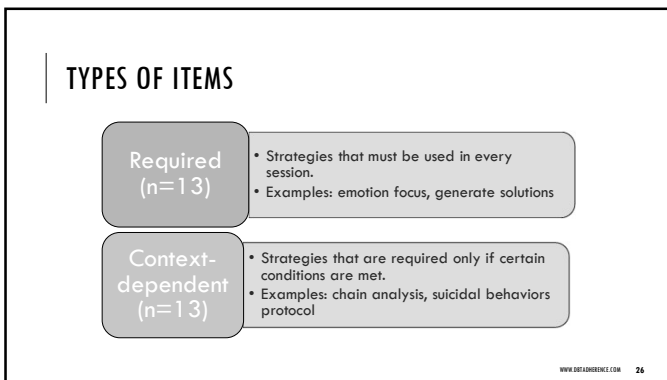 TYPES OF ITEMS
Required
(n=13)
• Strategies that must be used in every
session.
• Examples: emotion focus, generate solutions
Context-
dependent
(n=13)
• Strategies that are required only if certain
conditions are met.
• Examples: chain analysis, suicidal behaviors
protocol
WWW.DBTADHERENCE.COM 26